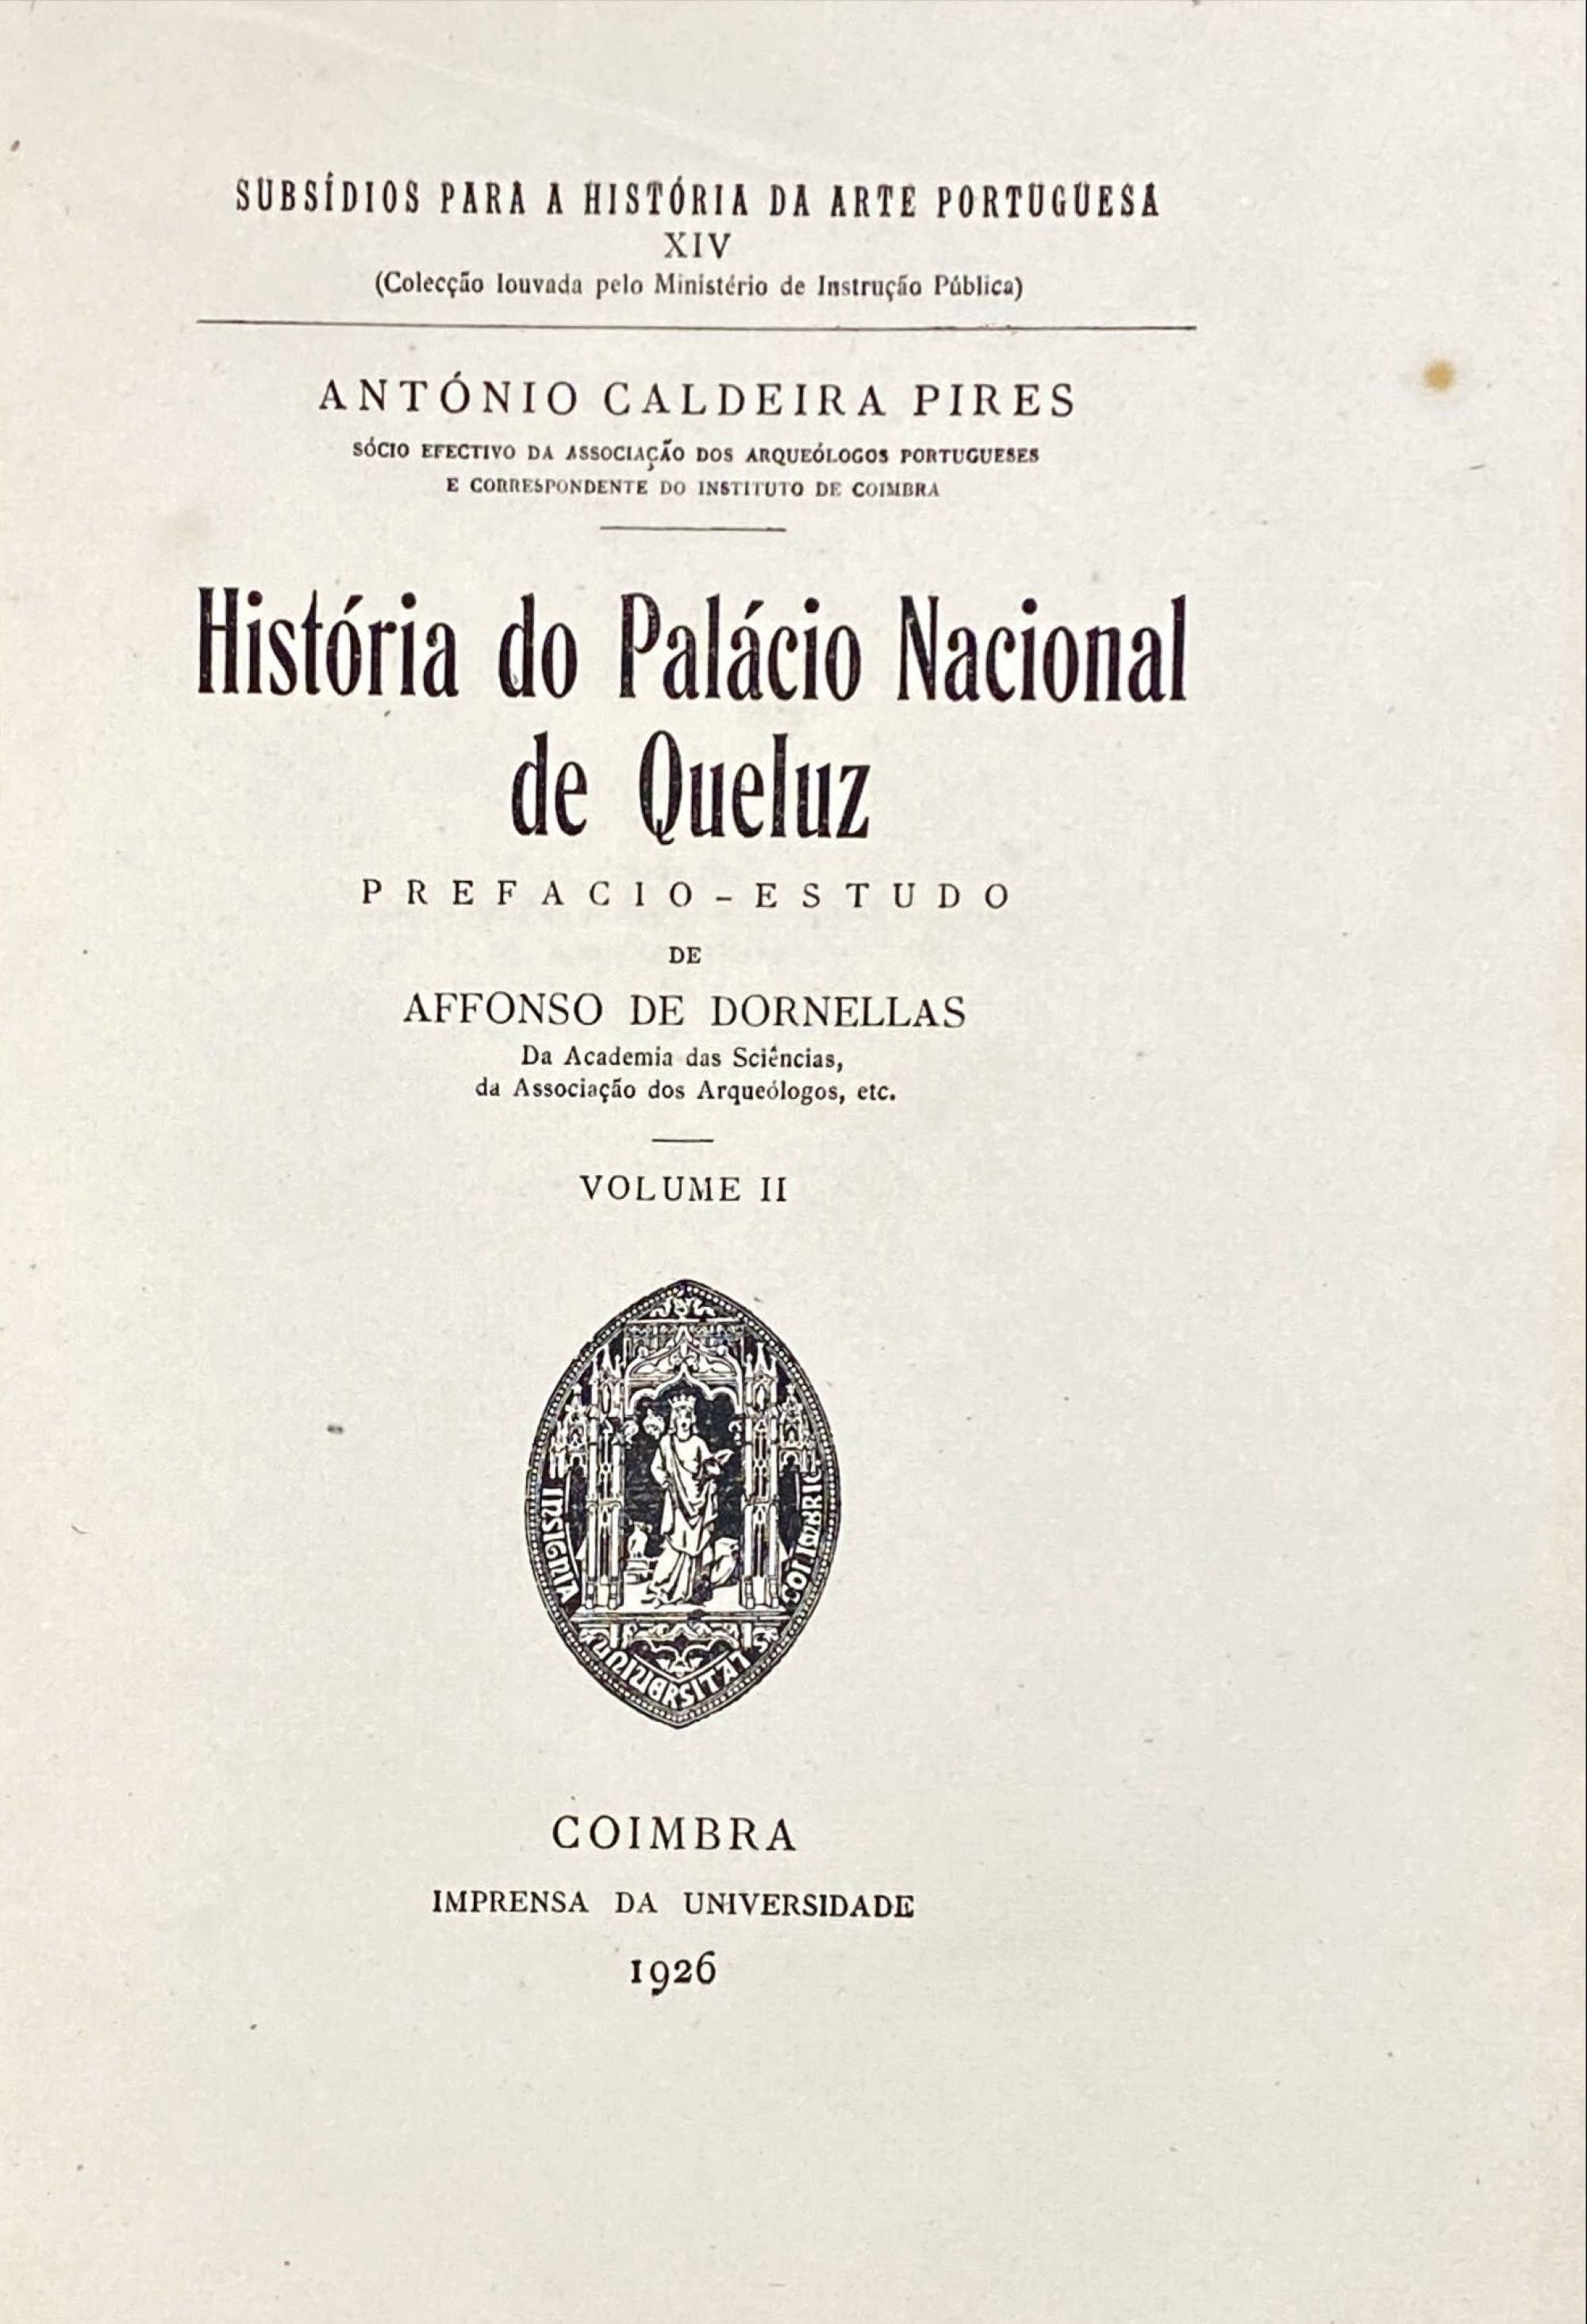 SUBSÍDIOS PARA A HISTÓRIA DA ARTE PORTUGUESA
XIV
(Colecção louvada pelo Ministério de Instrução Pública)
ANTÓNIO CALDEIRA PIRES
SÓCIO EFECTIVO DA ASSOCIAÇÃO DOS ARQUEÓLOGOS PORTUGUESES
E CORRESPONDENTE DO INSTITUTO DE COIMBRA
História do Palácio Nacional
de Queluz
PREFACIO-ESTUDO
DE
AFFONSO DE DORNELLAS
Da Academia das Sciências,
da Associação dos Arqueólogos, etc.
VOLUME II
INSIGNIA
UNIVERSITATIS
COLIMBRIG
COIMBRA
IMPRENSA DA UNIVERSIDADE
1926